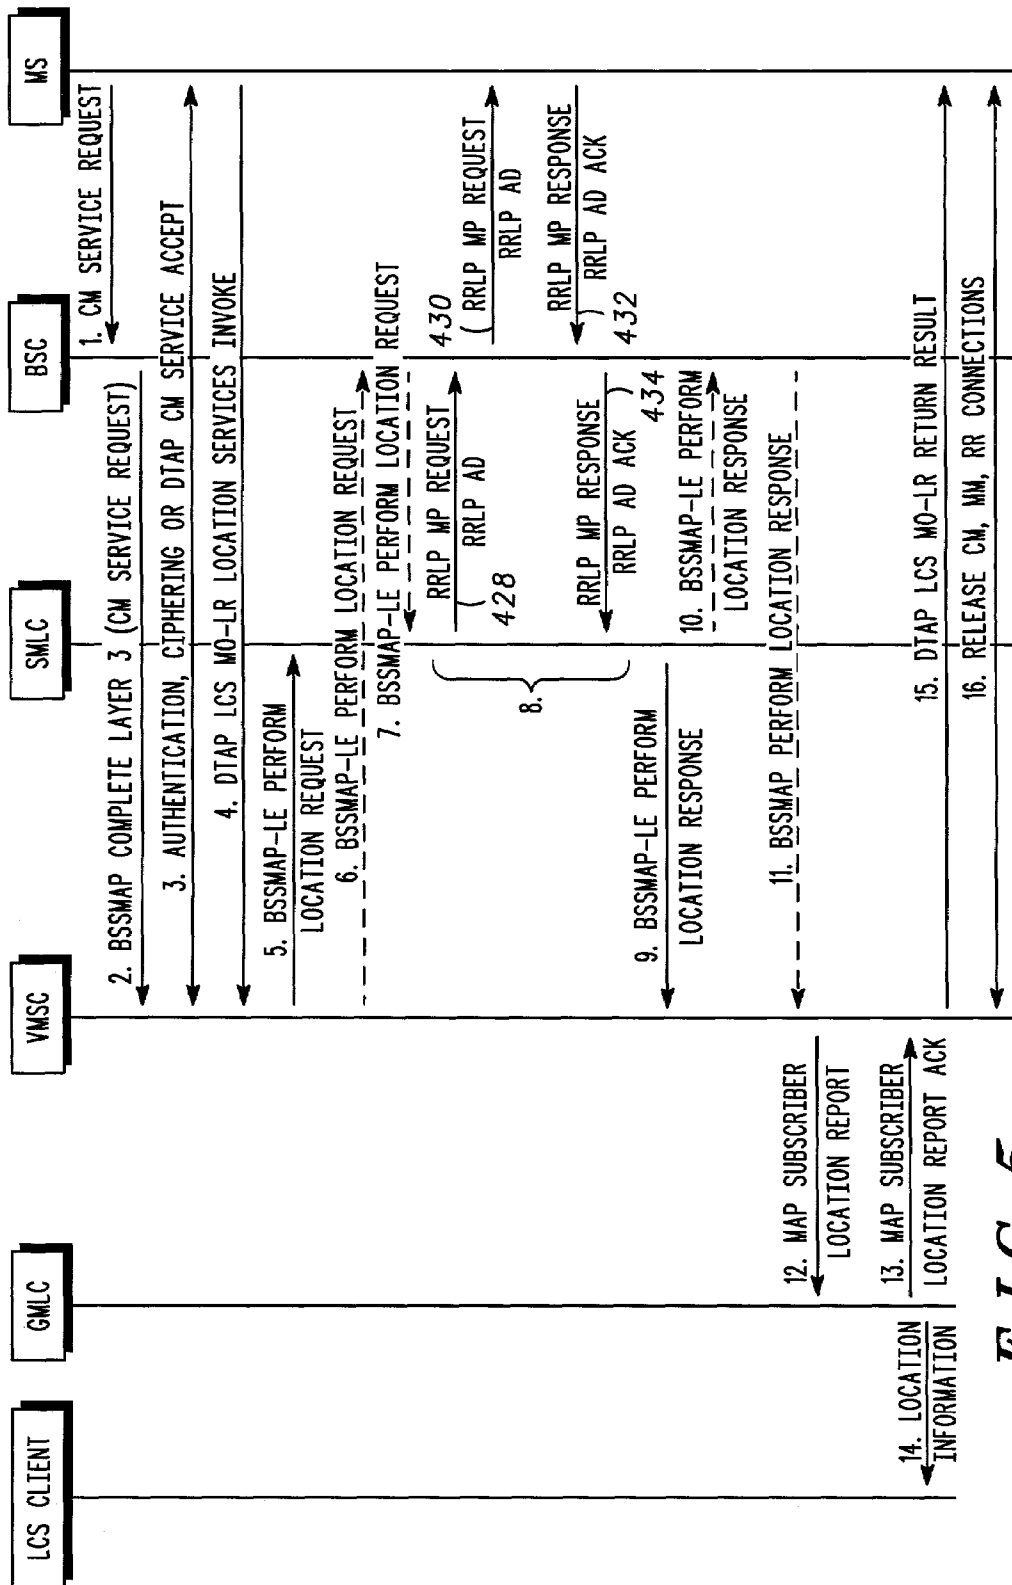 LCS CLIENT
GMLC
VMSC
SMLC
BSC
MS
1. CM SERVICE REQUEST
2. BSSMAP COMPLETE LAYER 3 (CM SERVICE REQUEST)
3. AUTHENTICATION, CIPHERING OR DTAP CM SERVICE ACCEPT
4. DTAP LCS MO-LR LOCATION SERVICES INVOKE
5. BSSMAP-LE PERFORM
LOCATION REQUEST
6. BSSMAP-LE PERFORM LOCATION REQUEST
7. BSSMAP-LE PERFORM LOCATION REQUEST
8.
RRLP MP REQUEST
RRLP AD
428
430
RRLP MP REQUEST
RRLP AD
RRLP MP RESPONSE
RRLP AD ACK
432
RRLP MP RESPONSE
RRLP AD ACK
434
9. BSSMAP-LE PERFORM
LOCATION RESPONSE
10. BSSMAP-LE PERFORM
LOCATION RESPONSE
11. BSSMAP PERFORM LOCATION RESPONSE
12. MAP SUBSCRIBER
LOCATION REPORT
13. MAP SUBSCRIBER
LOCATION REPORT ACK
14. LOCATION
INFORMATION
15. DTAP LCS MO-LR RETURN RESULT
16. RELEASE CM, MM, RR CONNECTIONS